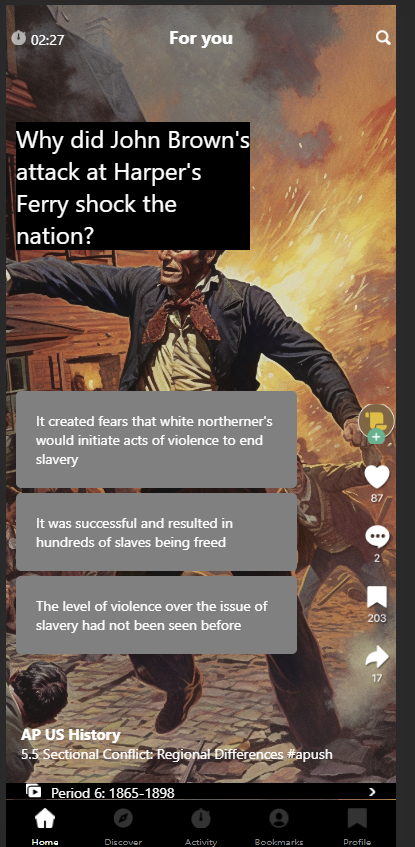 02:27
For you
Why did John Brown's
attack at Harper's
Ferry shock the
nation?
It created fears that white northerner's
would initiate acts of violence to end
slavery
87
It was successful and resulted in
hundreds of slaves being freed
2
The level of violence over the issue of
slavery had not been seen before
203
17
AP US History
5.5 Sectional Conflict: Regional Differences #apush
Period 6: 1865-1898
Home
Discover
Activity
Bookmarks
Profile